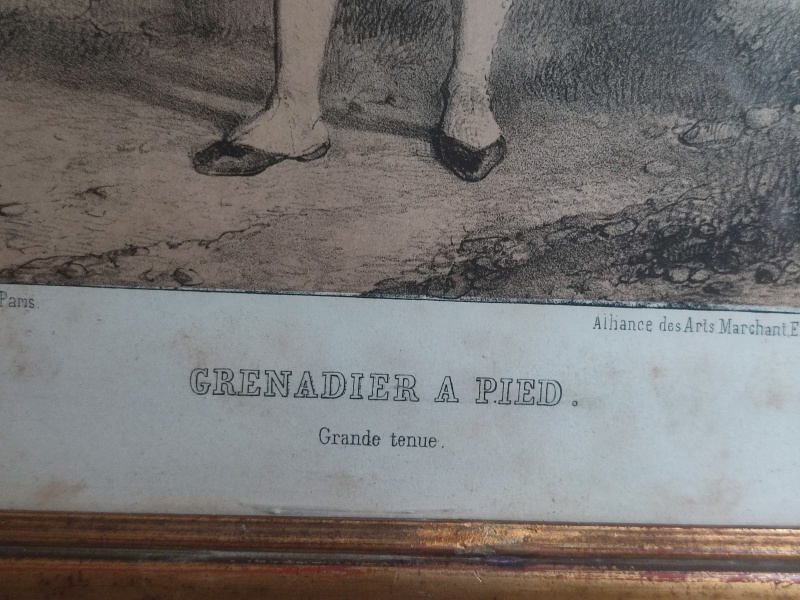 Paris.
Alliance des Arts Marchant E
GRENADIER A PIED.
Grande tenue.